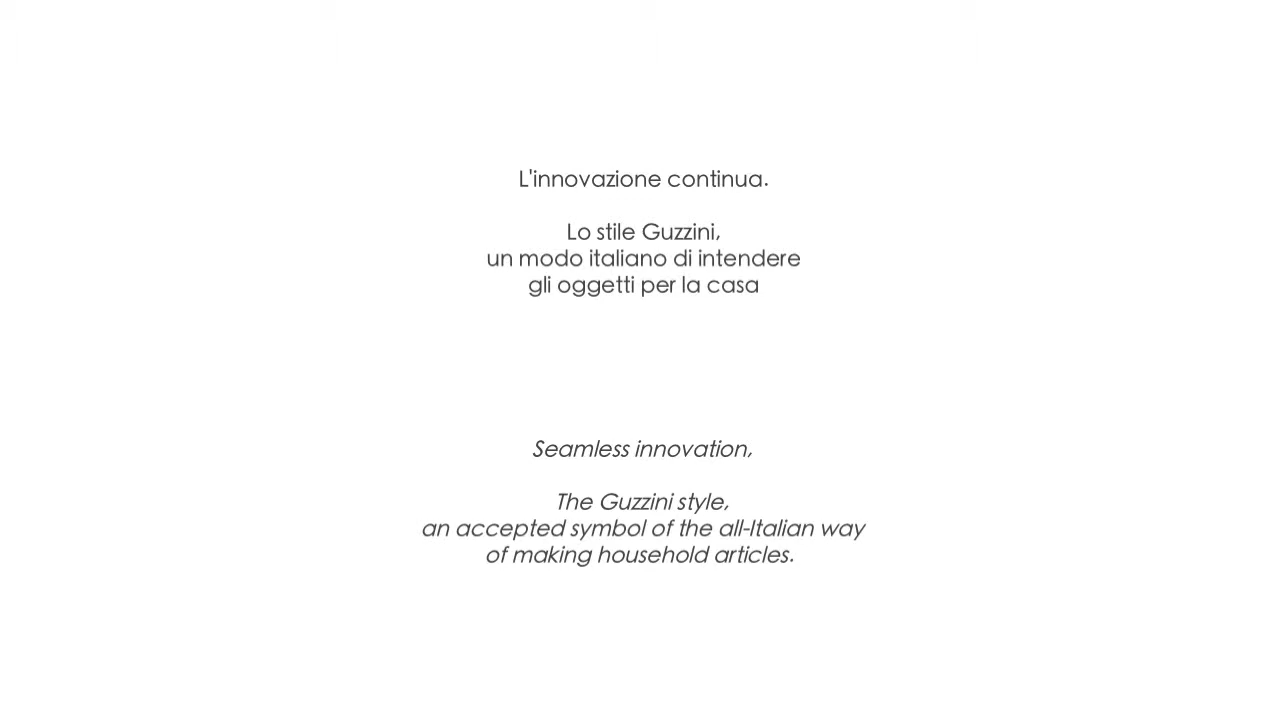 L'innovazione continua.
Lo stile Guzzini,
un modo italiano di intendere
gli oggetti per la casa
Seamless innovation,
The Guzzini style,
an accepted symbol of the all-Italian way
of making household articles.